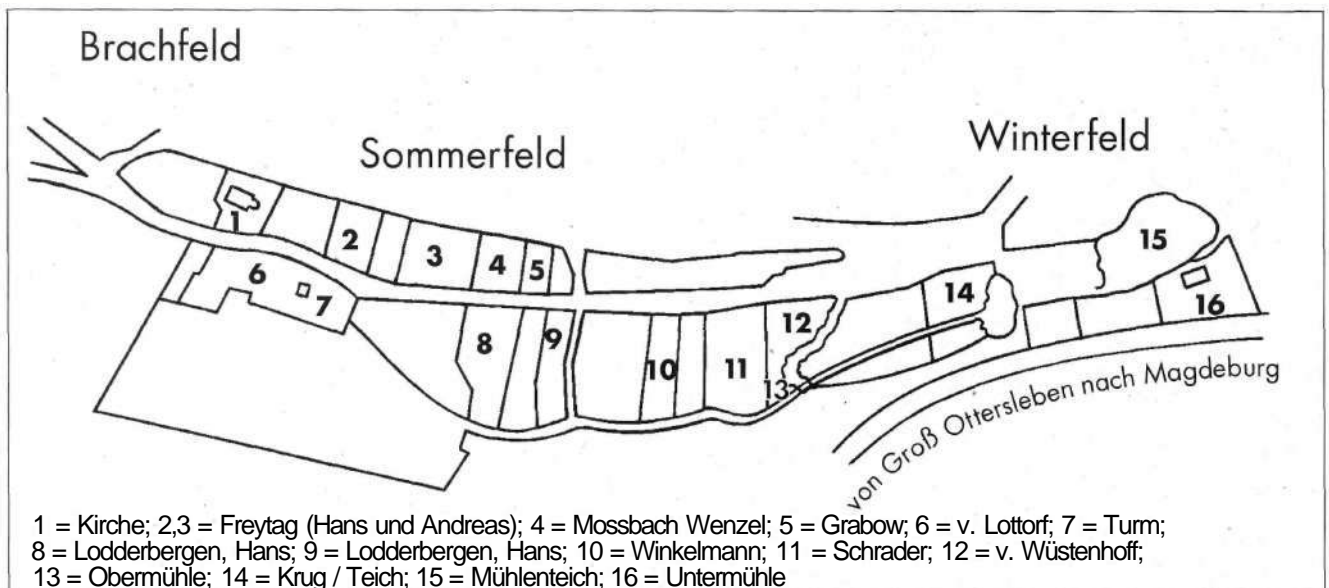 Brachfeld
Sommerfeld
Winterfeld
1
2
3
4
5
6
7
8
9
10
11
12
13
14
15
16
von Groß Ottersleben nach Magdeburg
1 = Kirche; 2,3 = Freytag (Hans und Andreas); 4 = Mossbach Wenzel; 5 = Grabow; 6 = v. Lottorf; 7 = Turm;
8 = Lodderbergen, Hans; 9 = Lodderbergen, Hans; 10 = Winkelmann; 11 = Schrader; 12 = v. Wüstenhoff;
13 = Obermühle; 14 = Krug / Teich; 15 = Mühlenteich; 16 = Untermühle